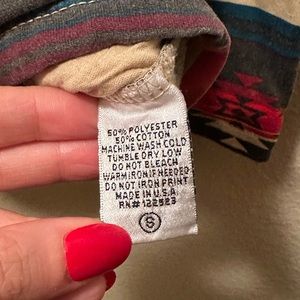 50% POLYESTER
50% COTTON
MACHINE WASH COLD
TUMBLE DRY LOW
DO NOT BLEACH
WARM IRON IF NEEDED
DO NOT IRON PRINT
MADE IN U.S.A
RN#122523
S